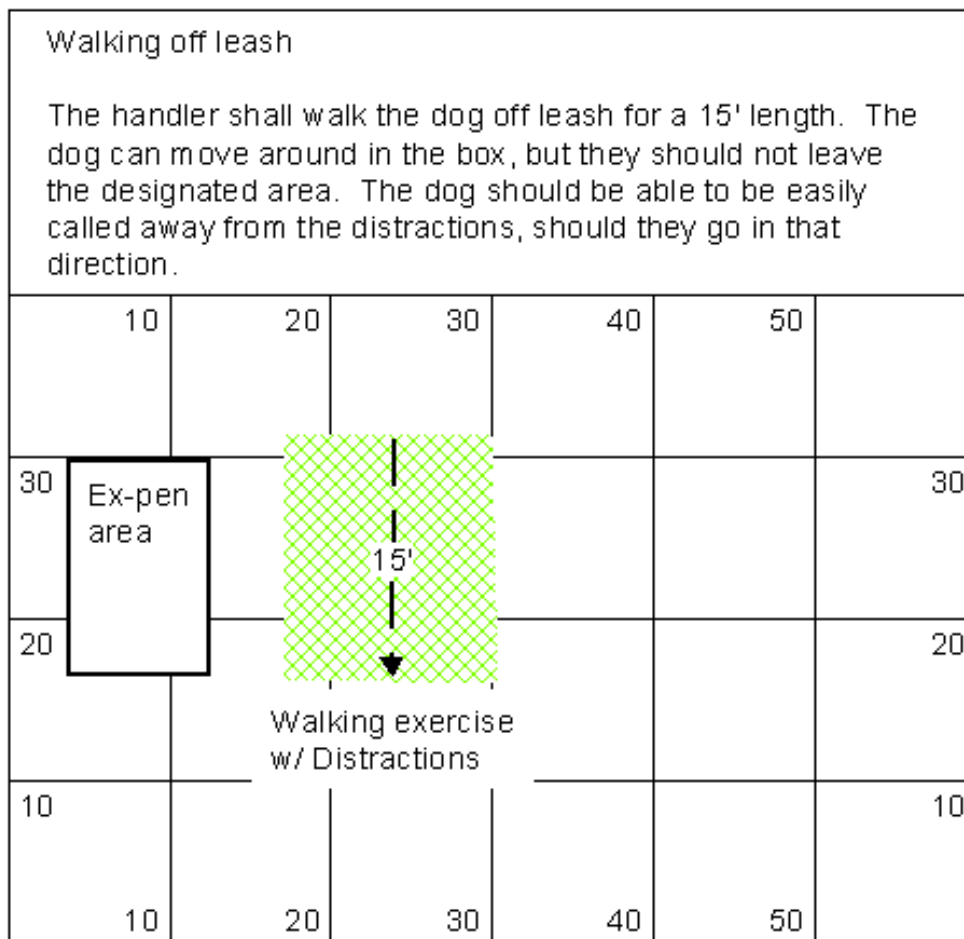 Walking off leash
The handler shall walk the dog off leash for a 15' length. The
dog can move around in the box, but they should not leave
the designated area. The dog should be able to be easily
called away from the distractions, should they go in that
direction.
10 20 30 40 50
30 30
Ex-pen
area
15'
20 20
Walking exercise
w/ Distractions
10 10
10 20 30 40 50